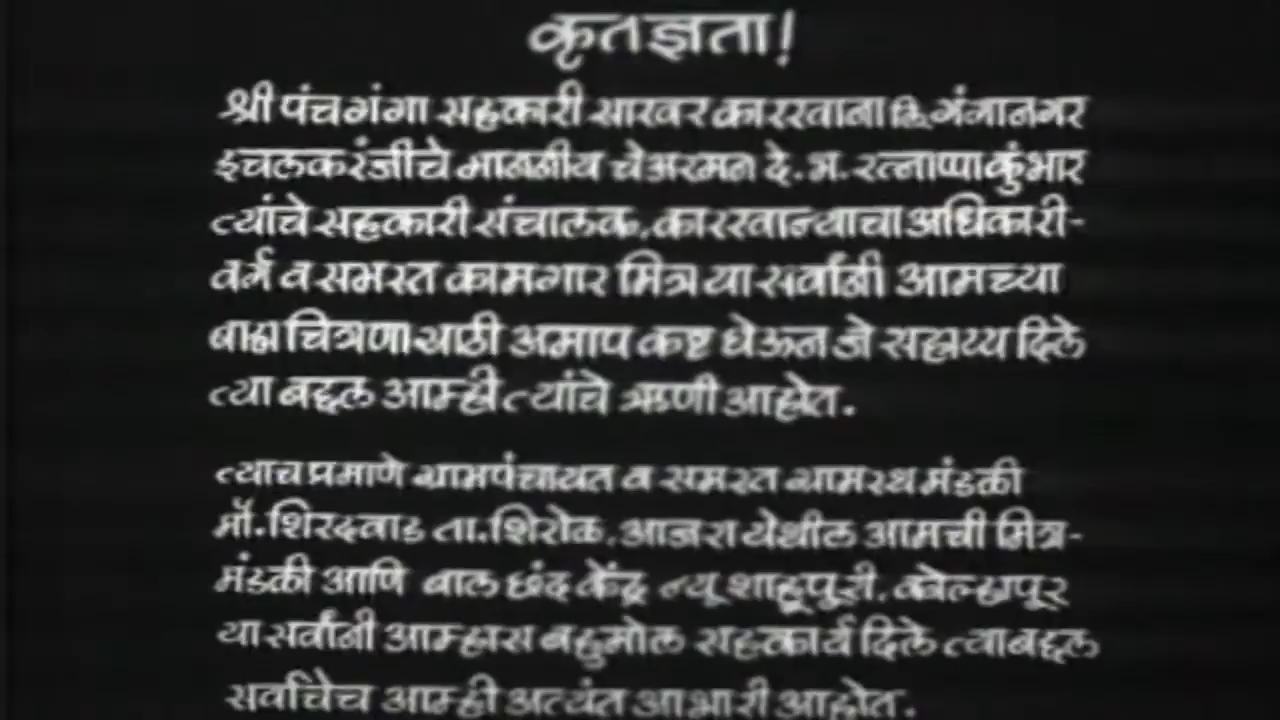 कृतज्ञता!
श्री पंचगंगा सहकारी साखर कारखाना लि. गंगानगर
इचलकरंजीचे माननीय चेअरमन दे. भ. रत्नाप्पा कुंभार
त्यांचे सहकारी संचालक, कारखान्याचा अधिकारी-
वर्ग व समस्त कामगार मित्र या सर्वांनी आमच्या
बाह्य चित्रणासाठी अमाप कष्ट घेऊन जे सहाय्य दिले
त्या बद्दल आम्ही त्यांचे ऋणी आहोत.
त्याच प्रमाणे ग्रामपंचायत व समस्त ग्रामस्थ मंडळी
मौ. शिरदवाड ता. शिरोळ, आजरा येथील आमची मित्र-
मंडळी आणि बाल छंद केंद्र न्यू शाहूपुरी, कोल्हापूर
या सर्वांनी आम्हास बहुमोल सहकार्य दिले त्याबद्दल
सर्वांचेच आम्ही अत्यंत आभारी आहोत.